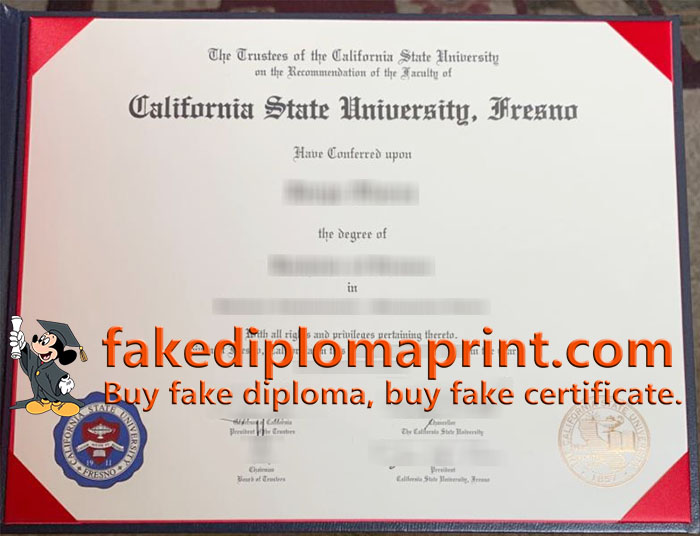 The Trustees of the California State University
on the Recommendation of the Faculty of
California State University, Fresno
Have Conferred upon
the degree of
in
With all rights and privileges pertaining thereto.
fakediplomaprint.com
Buy fake diploma, buy fake certificate.
Governor of California
President of the Trustees
Chancellor
The California State University
Chairman
Board of Trustees
President
California State University, Fresno
CALIFORNIA STATE UNIVERSITY
1911
FRESNO